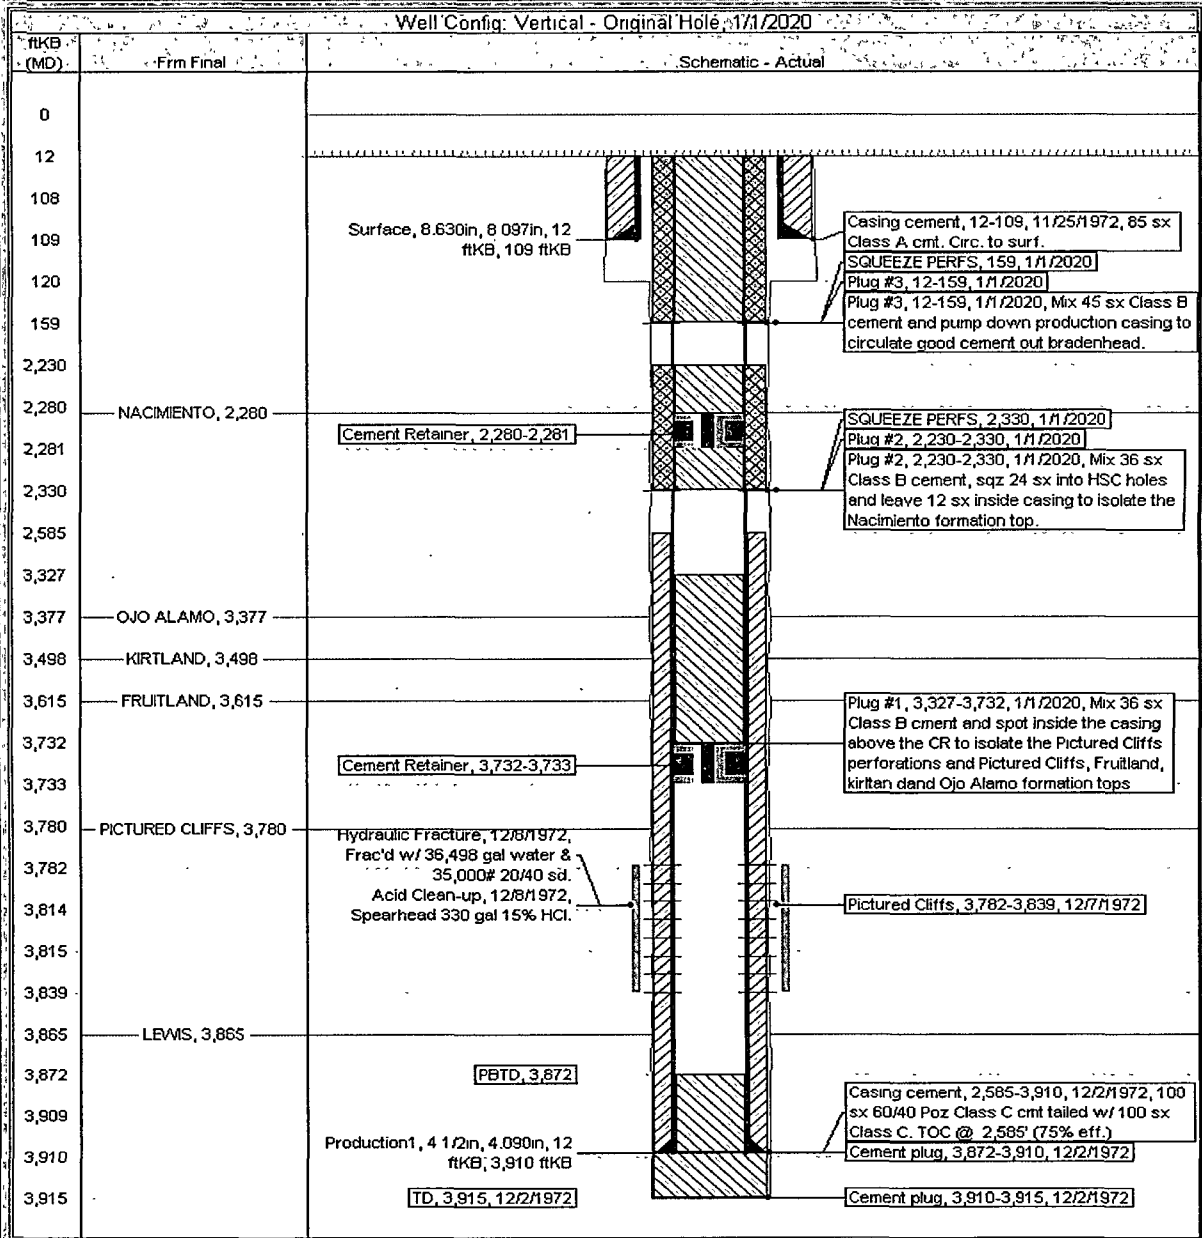 Well Config: Vertical - Original Hole, 1/1/2020
ftKB
(MD)
Frm Final
Schematic - Actual
0
12
108
109
120
159
2,230
2,280
2,281
2,330
2,585
3,327
3,377
3,498
3,615
3,732
3,733
3,780
3,782
3,814
3,815
3,839
3,865
3,872
3,909
3,910
3,915
NACIMIENTO, 2,280
OJO ALAMO, 3,377
KIRTLAND, 3,498
FRUITLAND, 3,615
PICTURED CLIFFS, 3,780
LEWIS, 3,865
Surface, 8.630in, 8.097in, 12
ftKB, 109 ftKB
Cement Retainer, 2,280-2,281
Cement Retainer, 3,732-3,733
Hydraulic Fracture, 12/8/1972,
Frac'd w/ 36,498 gal water &
35,000# 20/40 sd.
Acid Clean-up, 12/8/1972,
Spearhead 330 gal 15% HCl.
PBTD, 3,872
Production1, 4 1/2in, 4.090in, 12
ftKB, 3,910 ftKB
TD, 3,915, 12/2/1972
Casing cement, 12-109, 11/25/1972, 85 sx
Class A cmt. Circ. to surf.
SQUEEZE PERFS, 159, 1/1/2020
Plug #3, 12-159, 1/1/2020
Plug #3, 12-159, 1/1/2020, Mix 45 sx Class B
cement and pump down production casing to
circulate good cement out bradenhead.
SQUEEZE PERFS, 2,330, 1/1/2020
Plug #2, 2,230-2,330, 1/1/2020
Plug #2, 2,230-2,330, 1/1/2020, Mix 36 sx
Class B cement, sqz 24 sx into HSC holes
and leave 12 sx inside casing to isolate the
Nacimiento formation top.
Plug #1, 3,327-3,732, 1/1/2020, Mix 36 sx
Class B cment and spot inside the casing
above the CR to isolate the Pictured Cliffs
perforations and Pictured Cliffs, Fruitland,
kirltan dand Ojo Alamo formation tops
Pictured Cliffs, 3,782-3,839, 12/7/1972
Casing cement, 2,585-3,910, 12/2/1972, 100
sx 60/40 Poz Class C cmt tailed w/ 100 sx
Class C. TOC @ 2,585' (75% eff.)
Cement plug, 3,872-3,910, 12/2/1972
Cement plug, 3,910-3,915, 12/2/1972